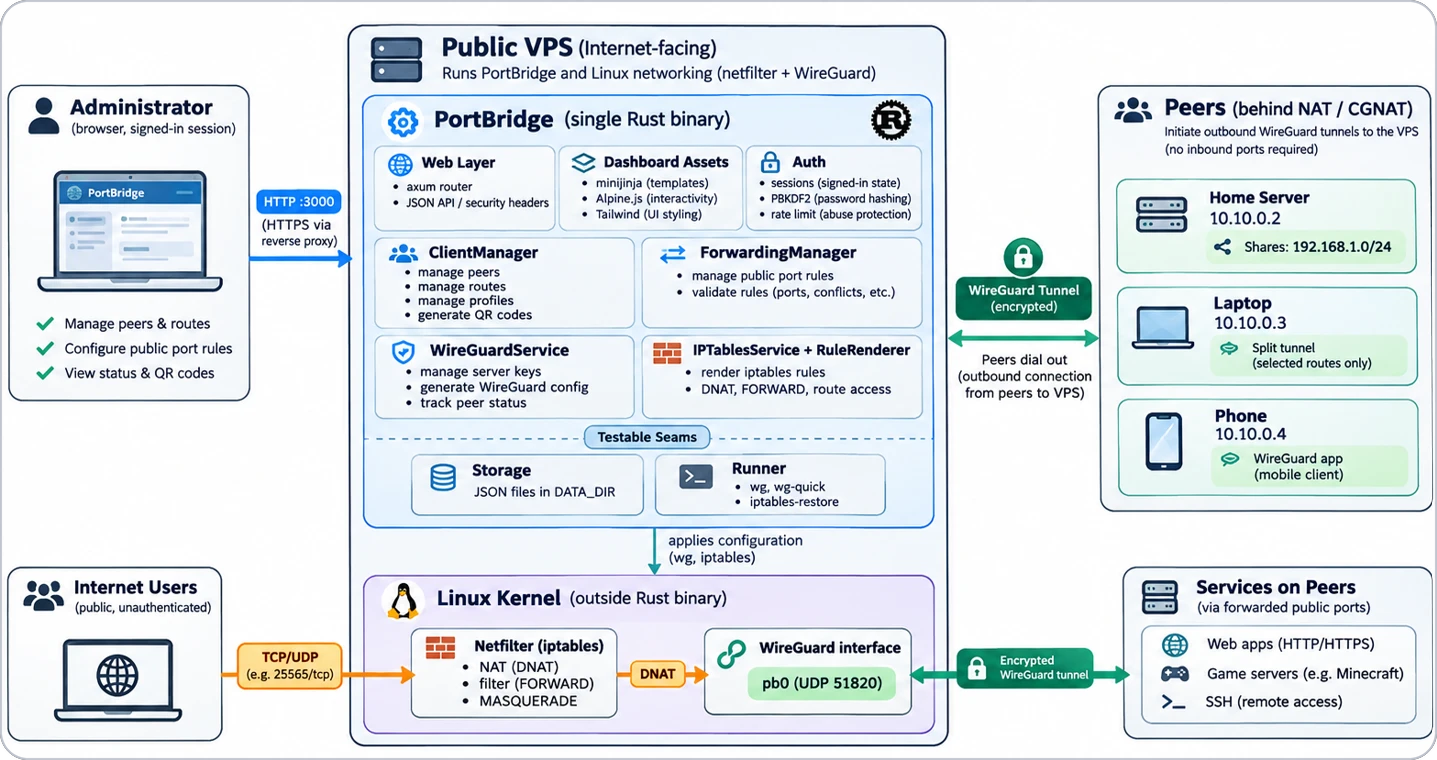 Public VPS (Internet-facing)
Runs PortBridge and Linux networking (netfilter + WireGuard)
Administrator
(browser, signed-in session)
PortBridge
Manage peers & routes
Configure public port rules
View status & QR codes
HTTP :3000
(HTTPS via
reverse proxy)
PortBridge (single Rust binary)
R
Web Layer
axum router
JSON API / security headers
Dashboard Assets
minijinja (templates)
Alpine.js (interactivity)
Tailwind (UI styling)
Auth
sessions (signed-in state)
PBKDF2 (password hashing)
rate limit (abuse protection)
ClientManager
manage peers
manage routes
manage profiles
generate QR codes
ForwardingManager
manage public port rules
validate rules (ports, conflicts, etc.)
WireGuardService
manage server keys
generate WireGuard config
track peer status
IPTablesService + RuleRenderer
render iptables rules
DNAT, FORWARD, route access
Testable Seams
Storage
JSON files in DATA_DIR
Runner
wg, wg-quick
iptables-restore
applies configuration
(wg, iptables)
WireGuard Tunnel
(encrypted)
Peers dial out
(outbound connection
from peers to VPS)
Peers (behind NAT / CGNAT)
Initiate outbound WireGuard tunnels to the VPS
(no inbound ports required)
Home Server
10.10.0.2
Shares: 192.168.1.0/24
Laptop
10.10.0.3
Split tunnel
(selected routes only)
Phone
10.10.0.4
WireGuard app
(mobile client)
Internet Users
(public, unauthenticated)
TCP/UDP
(e.g. 25565/tcp)
Linux Kernel (outside Rust binary)
Netfilter (iptables)
NAT (DNAT)
filter (FORWARD)
MASQUERADE
DNAT
WireGuard interface
pb0 (UDP 51820)
Encrypted
WireGuard tunnel
Services on Peers
(via forwarded public ports)
Web apps (HTTP/HTTPS)
Game servers (e.g. Minecraft)
SSH (remote access)